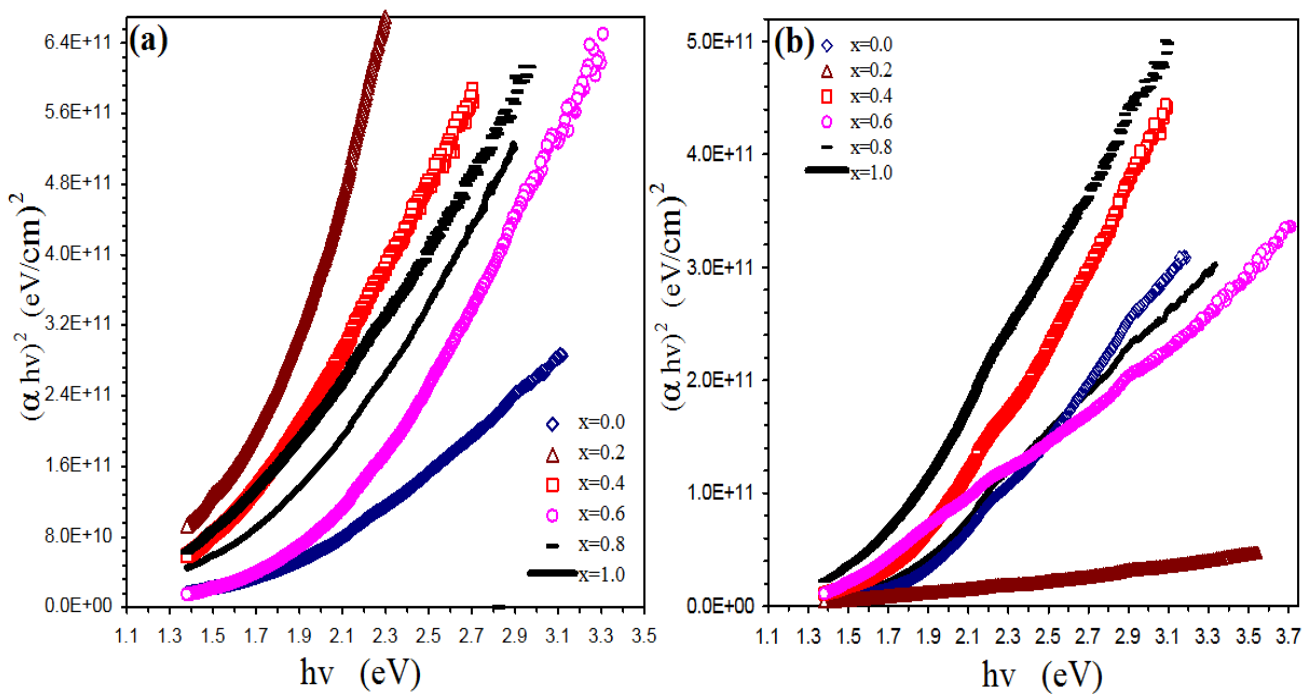 (a)
6.4E+11
5.6E+11
4.8E+11
4.0E+11
3.2E+11
2.4E+11
1.6E+11
8.0E+10
0.0E+00
(α hν)² (eV/cm)²
x=0.0
x=0.2
x=0.4
x=0.6
x=0.8
x=1.0
1.1 1.3 1.5 1.7 1.9 2.1 2.3 2.5 2.7 2.9 3.1 3.3 3.5
hν (eV)
(b)
5.0E+11
4.0E+11
3.0E+11
2.0E+11
1.0E+11
0.0E+00
(α hν)² (eV/cm)²
x=0.0
x=0.2
x=0.4
x=0.6
x=0.8
x=1.0
1.1 1.3 1.5 1.7 1.9 2.1 2.3 2.5 2.7 2.9 3.1 3.3 3.5 3.7
hν (eV)